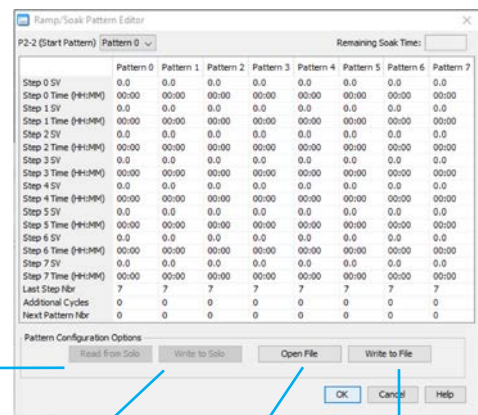 Ramp/Soak Pattern Editor
P2-2 (Start Pattern) Pattern 0 Remaining Soak Time:
Pattern 0 Pattern 1 Pattern 2 Pattern 3 Pattern 4 Pattern 5 Pattern 6 Pattern 7
Step 0 SV 0.0 0.0 0.0 0.0 0.0 0.0 0.0 0.0
Step 0 Time (HH:MM) 00:00 00:00 00:00 00:00 00:00 00:00 00:00 00:00
Step 1 SV 0.0 0.0 0.0 0.0 0.0 0.0 0.0 0.0
Step 1 Time (HH:MM) 00:00 00:00 00:00 00:00 00:00 00:00 00:00 00:00
Step 2 SV 0.0 0.0 0.0 0.0 0.0 0.0 0.0 0.0
Step 2 Time (HH:MM) 00:00 00:00 00:00 00:00 00:00 00:00 00:00 00:00
Step 3 SV 0.0 0.0 0.0 0.0 0.0 0.0 0.0 0.0
Step 3 Time (HH:MM) 00:00 00:00 00:00 00:00 00:00 00:00 00:00 00:00
Step 4 SV 0.0 0.0 0.0 0.0 0.0 0.0 0.0 0.0
Step 4 Time (HH:MM) 00:00 00:00 00:00 00:00 00:00 00:00 00:00 00:00
Step 5 SV 0.0 0.0 0.0 0.0 0.0 0.0 0.0 0.0
Step 5 Time (HH:MM) 00:00 00:00 00:00 00:00 00:00 00:00 00:00 00:00
Step 6 SV 0.0 0.0 0.0 0.0 0.0 0.0 0.0 0.0
Step 6 Time (HH:MM) 00:00 00:00 00:00 00:00 00:00 00:00 00:00 00:00
Step 7 SV 0.0 0.0 0.0 0.0 0.0 0.0 0.0 0.0
Step 7 Time (HH:MM) 00:00 00:00 00:00 00:00 00:00 00:00 00:00 00:00
Last Step Nbr 7 7 7 7 7 7 7 7
Additional Cycles 0 0 0 0 0 0 0 0
Next Pattern Nbr 0 0 0 0 0 0 0 0
Pattern Configuration Options
Read from Solo Write to Solo Open File Write to File
OK Cancel Help